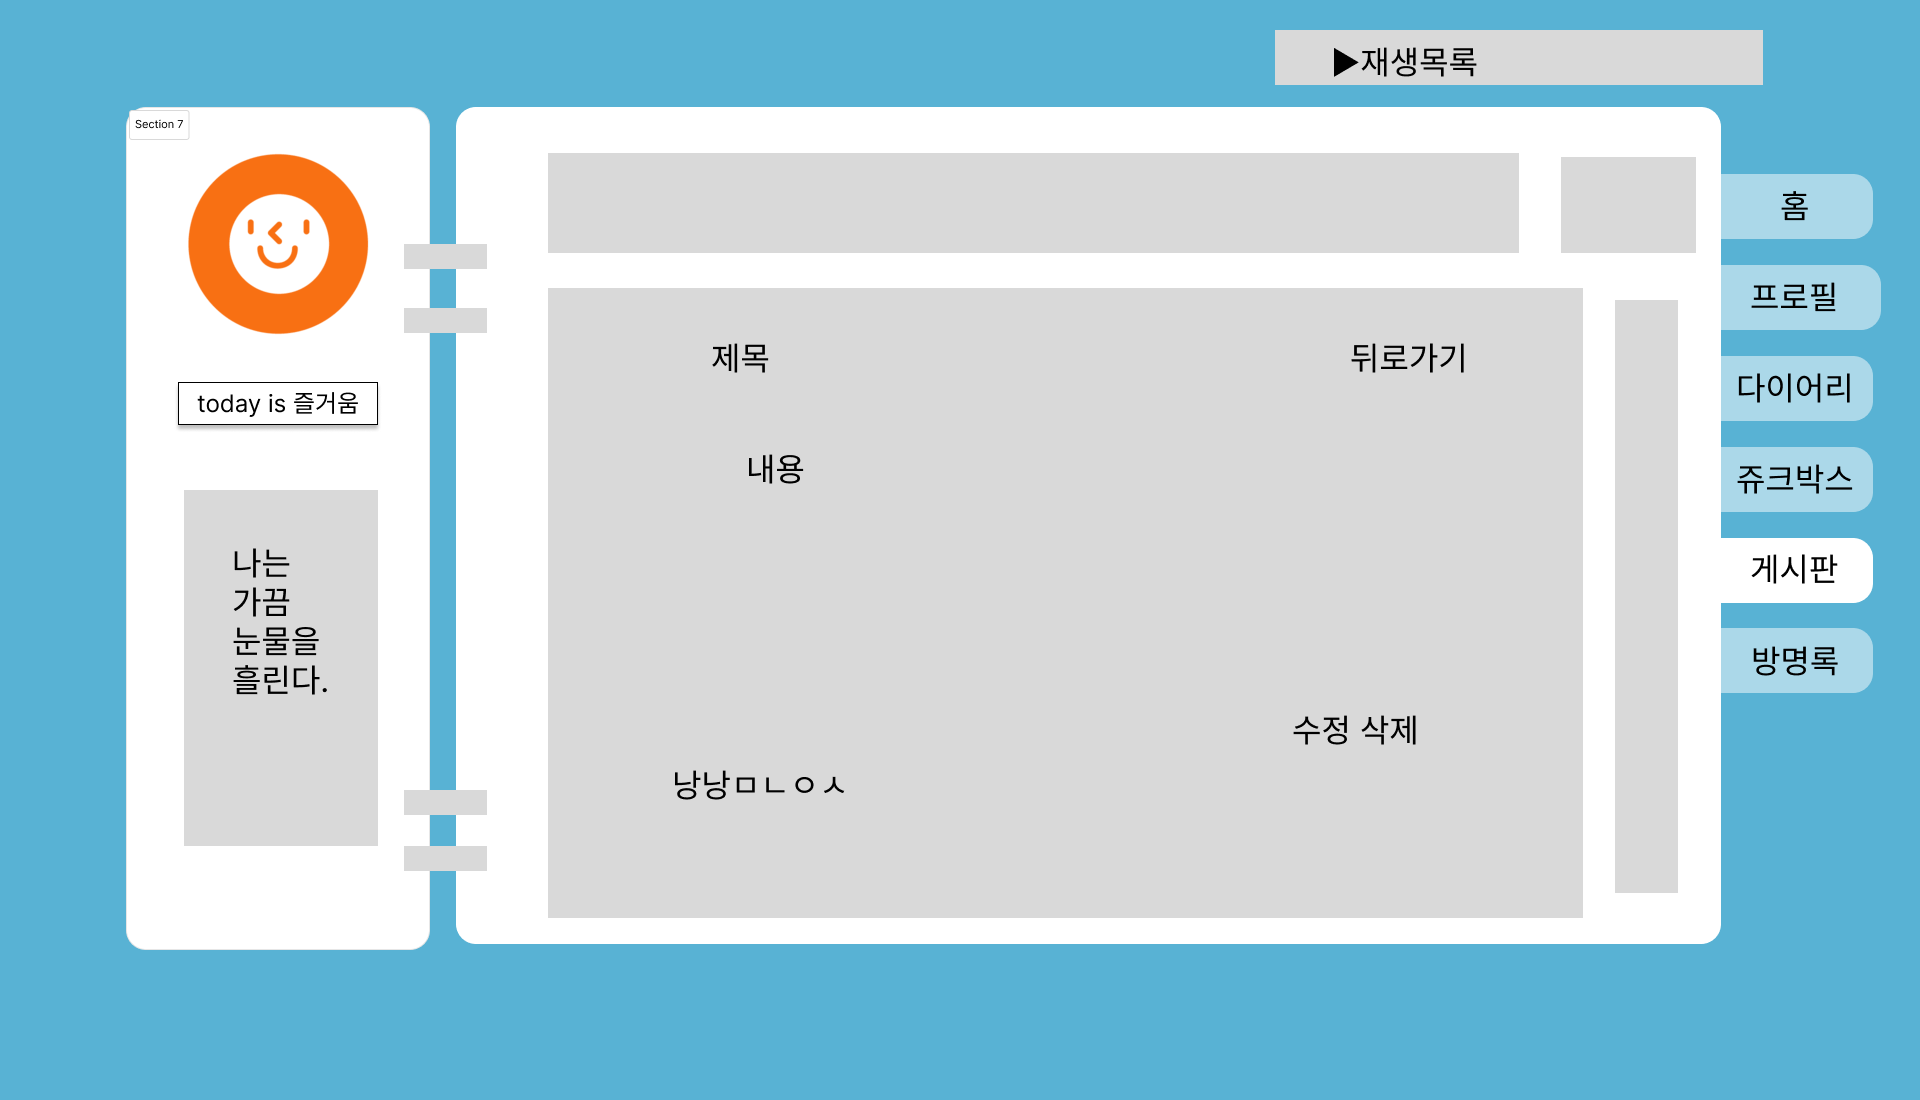 ▶재생목록
Section 7
today is 즐거움
나는
가끔
눈물을
흘린다.
제목
뒤로가기
내용
수정 삭제
낭낭ㅁㄴㅇㅅ
홈
프로필
다이어리
쥬크박스
게시판
방명록